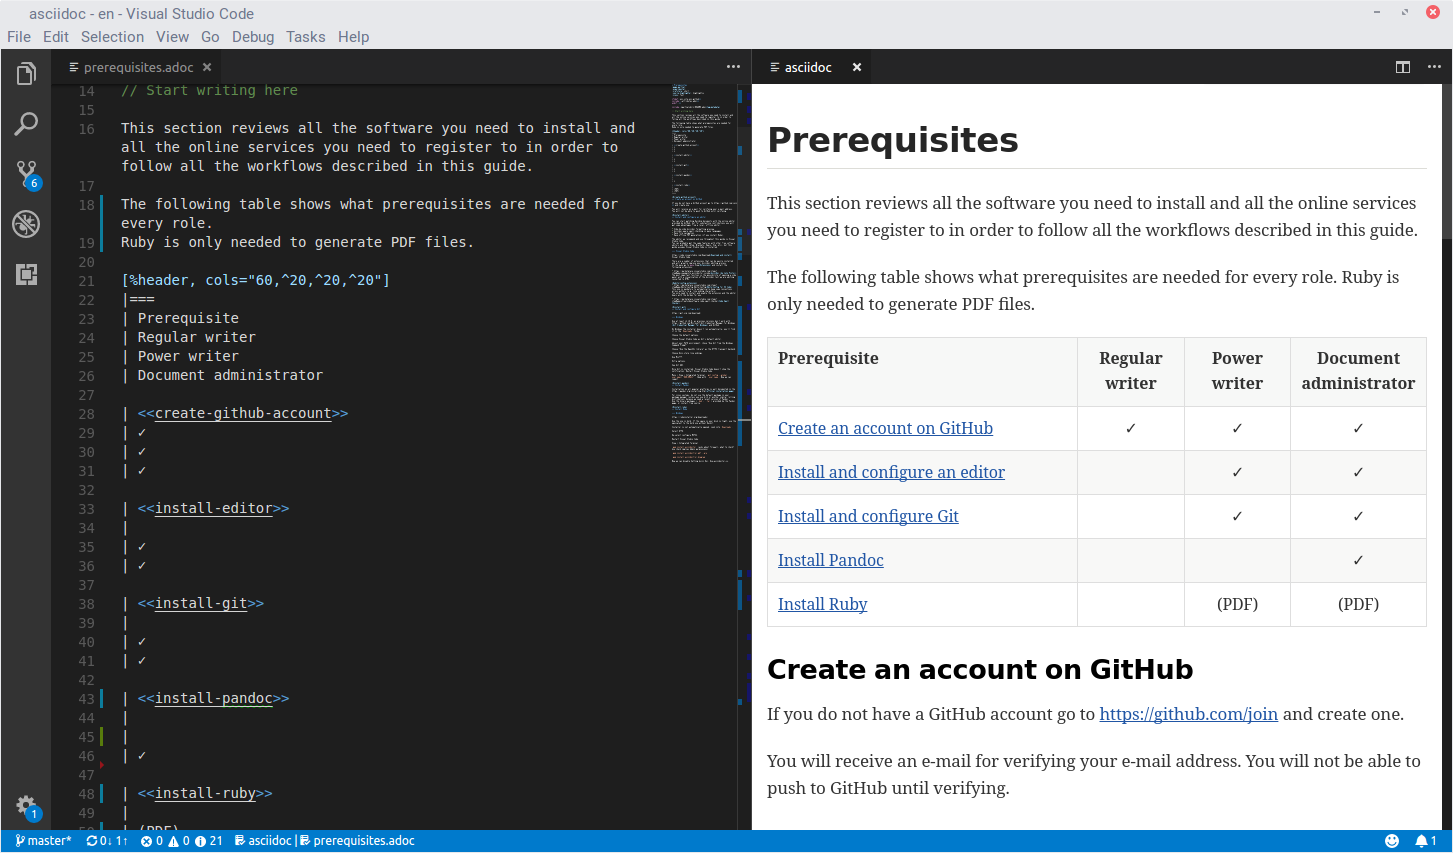 asciidoc - en - Visual Studio Code
File Edit Selection View Go Debug Tasks Help
prerequisites.adoc
14 // Start writing here
15
16 This section reviews all the software you need to install and
all the online services you need to register to in order to
follow all the workflows described in this guide.
17
18 The following table shows what prerequisites are needed for
every role.
19 Ruby is only needed to generate PDF files.
20
21 [%header, cols="60,^20,^20,^20"]
22 |===
23 | Prerequisite
24 | Regular writer
25 | Power writer
26 | Document administrator
27
28 | <<create-github-account>>
29 | ✓
30 | ✓
31 | ✓
32
33 | <<install-editor>>
34 |
35 | ✓
36 | ✓
37
38 | <<install-git>>
39 |
40 | ✓
41 | ✓
42
43 | <<install-pandoc>>
44 |
45 |
46 | ✓
47
48 | <<install-ruby>>
49 |
50 | (PDF)
6
1
asciidoc
Prerequisites
This section reviews all the software you need to install and all the online services
you need to register to in order to follow all the workflows described in this guide.
The following table shows what prerequisites are needed for every role. Ruby is
only needed to generate PDF files.
Prerequisite Regular writer Power writer Document administrator
Create an account on GitHub ✓ ✓ ✓
Install and configure an editor ✓ ✓
Install and configure Git ✓ ✓
Install Pandoc ✓
Install Ruby (PDF) (PDF)
Create an account on GitHub
If you do not have a GitHub account go to https://github.com/join and create one.
You will receive an e-mail for verifying your e-mail address. You will not be able to
push to GitHub until verifying.
master* 0↓ 1↑ 0 0 21 asciidoc | prerequisites.adoc 1